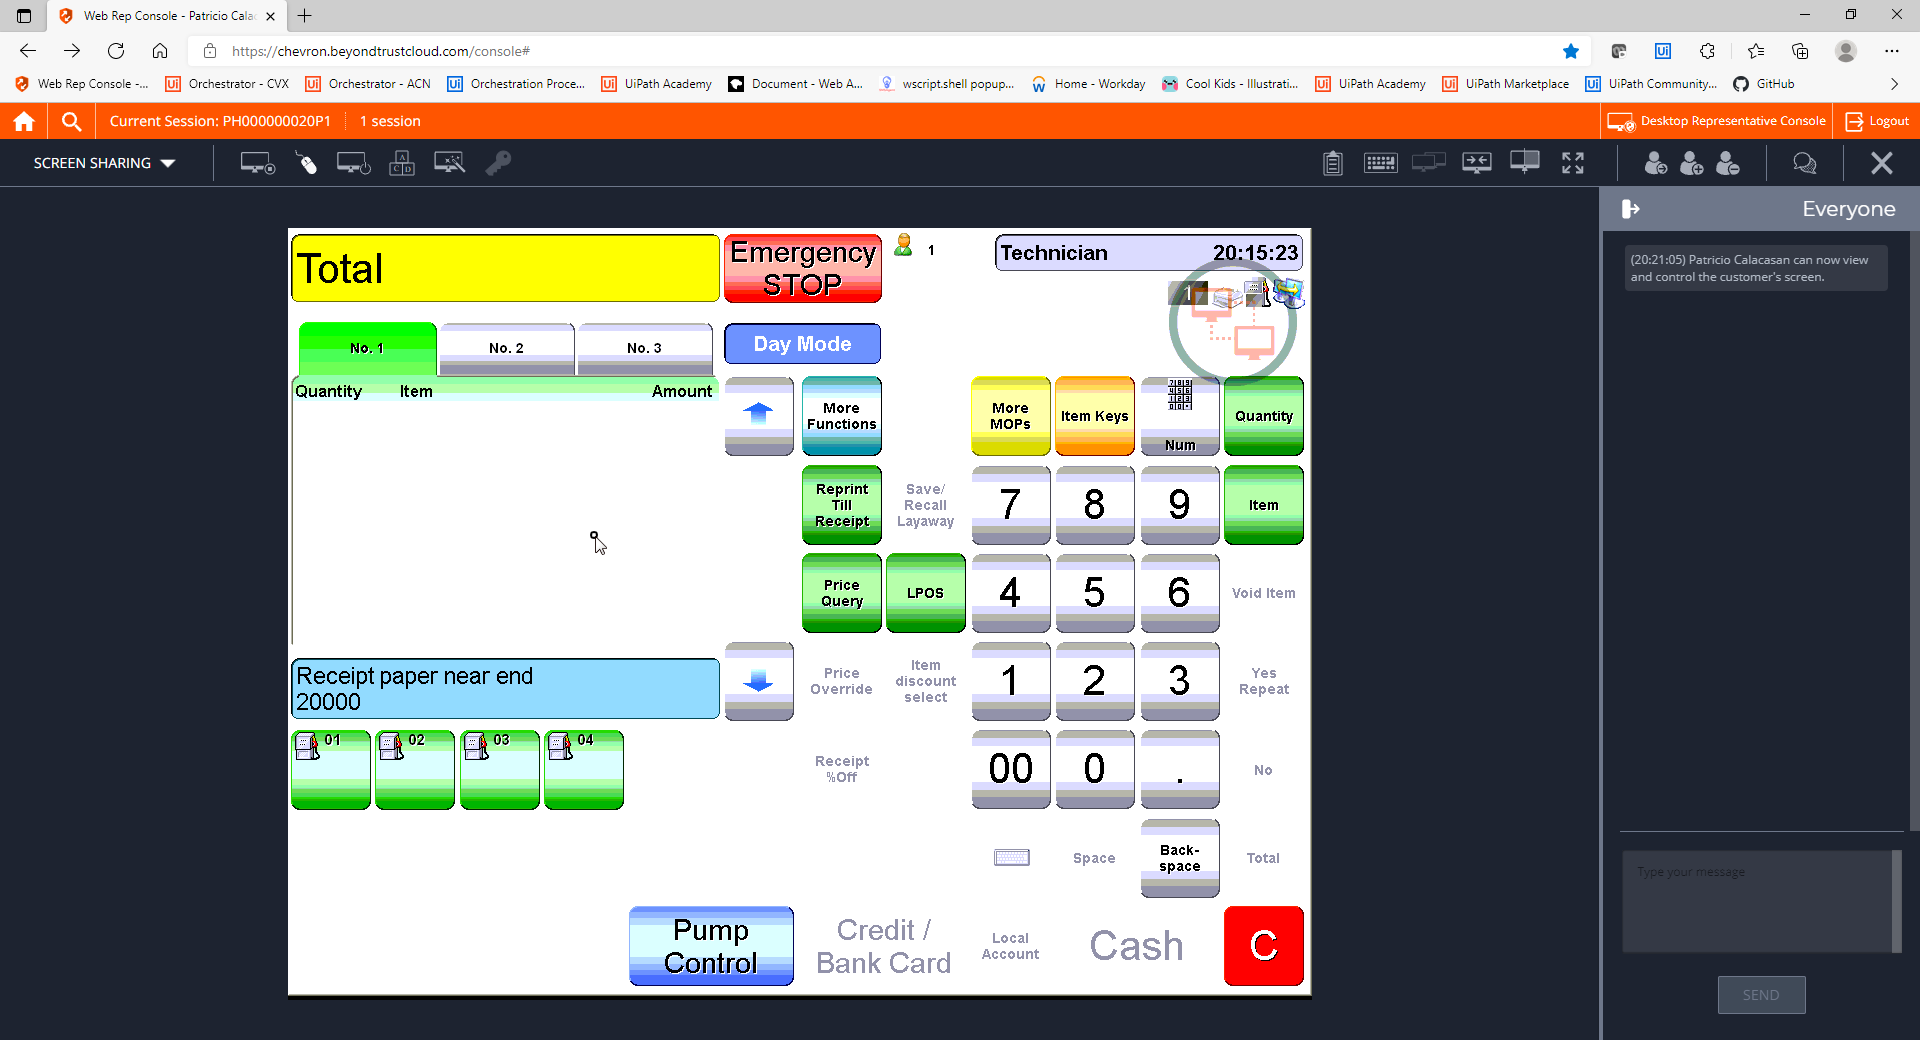 Web Rep Console - Patricio Cala
https://chevron.beyondtrustcloud.com/console#
Web Rep Console -...
Orchestrator - CVX
Orchestrator - ACN
Orchestration Proce...
UiPath Academy
Document - Web A...
wscript.shell popup...
Home - Workday
Cool Kids - Illustrati...
UiPath Academy
UiPath Marketplace
UiPath Community...
GitHub
Current Session: PH000000020P1
1 session
Desktop Representative Console
Logout
SCREEN SHARING
Everyone
(20:21:05) Patricio Calacasan can now view
and control the customer's screen.
Total
Emergency
STOP
1
Technician
20:15:23
1
No. 1
No. 2
No. 3
Day Mode
Quantity
Item
Amount
More
Functions
More
MOPs
Item Keys
Num
Quantity
Reprint
Till
Receipt
Save/
Recall
Layaway
7
8
9
Item
Price
Query
LPOS
4
5
6
Void Item
Receipt paper near end
20000
Price
Override
Item
discount
select
1
2
3
Yes
Repeat
01
02
03
04
Receipt
%Off
00
0
.
No
Space
Back-
space
Total
Pump
Control
Credit /
Bank Card
Local
Account
Cash
C
Type your message
SEND